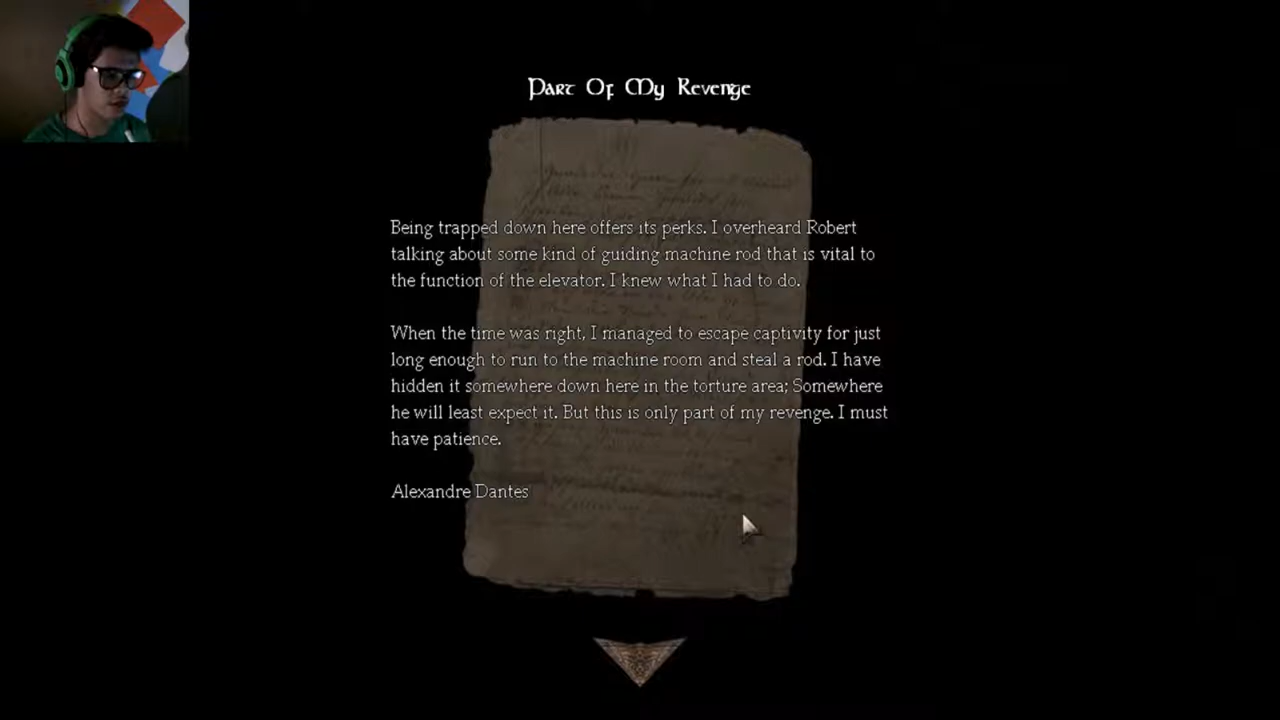 Part Of My Revenge
Being trapped down here offers its perks. I overheard Robert
talking about some kind of guiding machine rod that is vital to
the function of the elevator. I knew what I had to do.
When the time was right, I managed to escape captivity for just
long enough to run to the machine room and steal a rod. I have
hidden it somewhere down here in the torture area; Somewhere
he will least expect it. But this is only part of my revenge. I must
have patience.
Alexandre Dantes